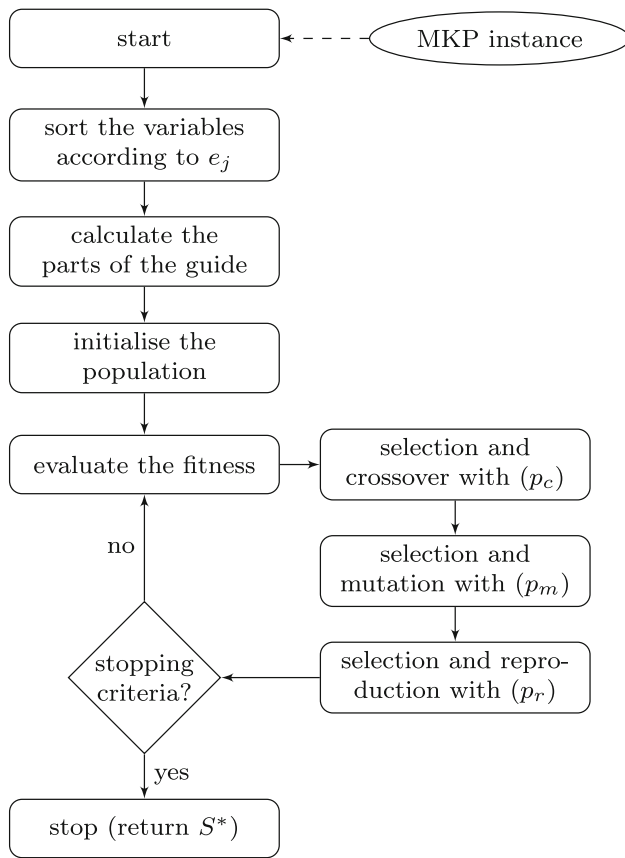 start
MKP instance
sort the variables
according to e_j
calculate the
parts of the guide
initialise the
population
evaluate the fitness
selection and
crossover with (p_c)
selection and
mutation with (p_m)
selection and repro-
duction with (p_r)
no
stopping
criteria?
yes
stop (return S*)